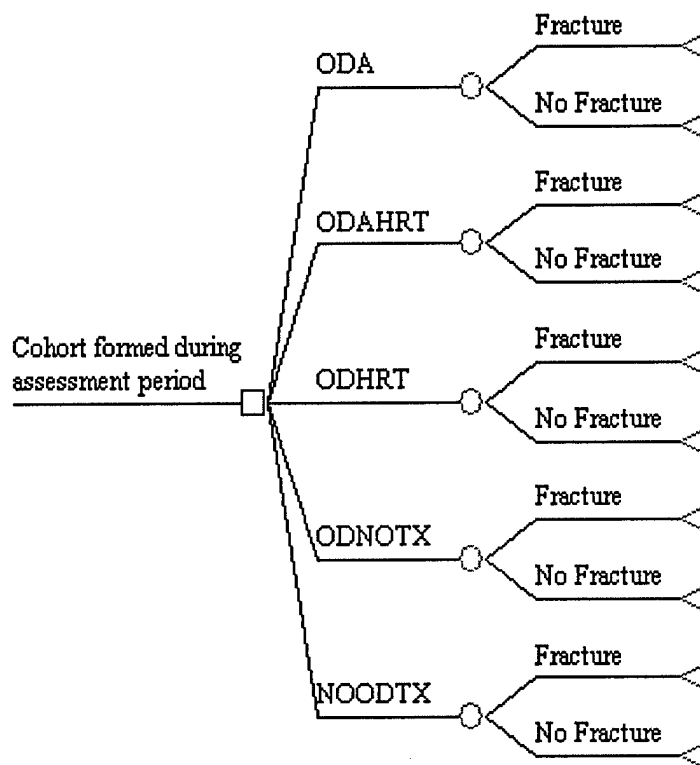 Fracture
ODA
No Fracture
Fracture
ODAHRT
No Fracture
Cohort formed during
assessment period
Fracture
ODHRT
No Fracture
Fracture
ODNOTX
No Fracture
Fracture
NOODTX
No Fracture